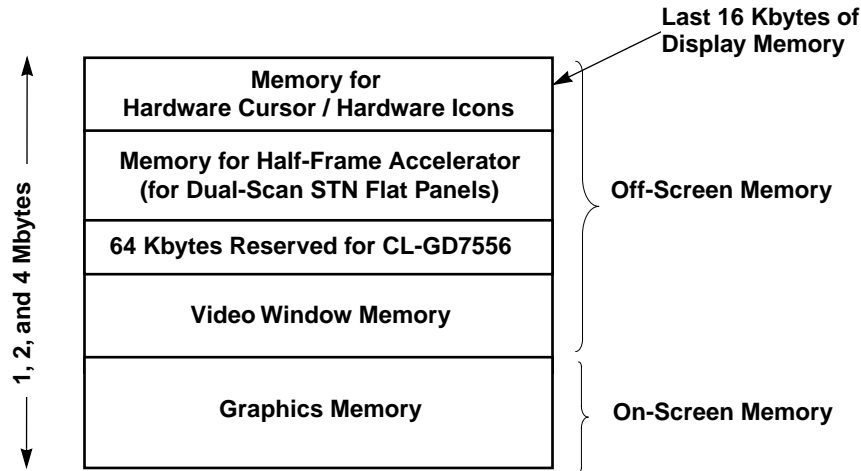 Last 16 Kbytes of
Display Memory
Memory for
Hardware Cursor / Hardware Icons
Memory for Half-Frame Accelerator
(for Dual-Scan STN Flat Panels)
Off-Screen Memory
64 Kbytes Reserved for CL-GD7556
Video Window Memory
1, 2, and 4 Mbytes
Graphics Memory
On-Screen Memory